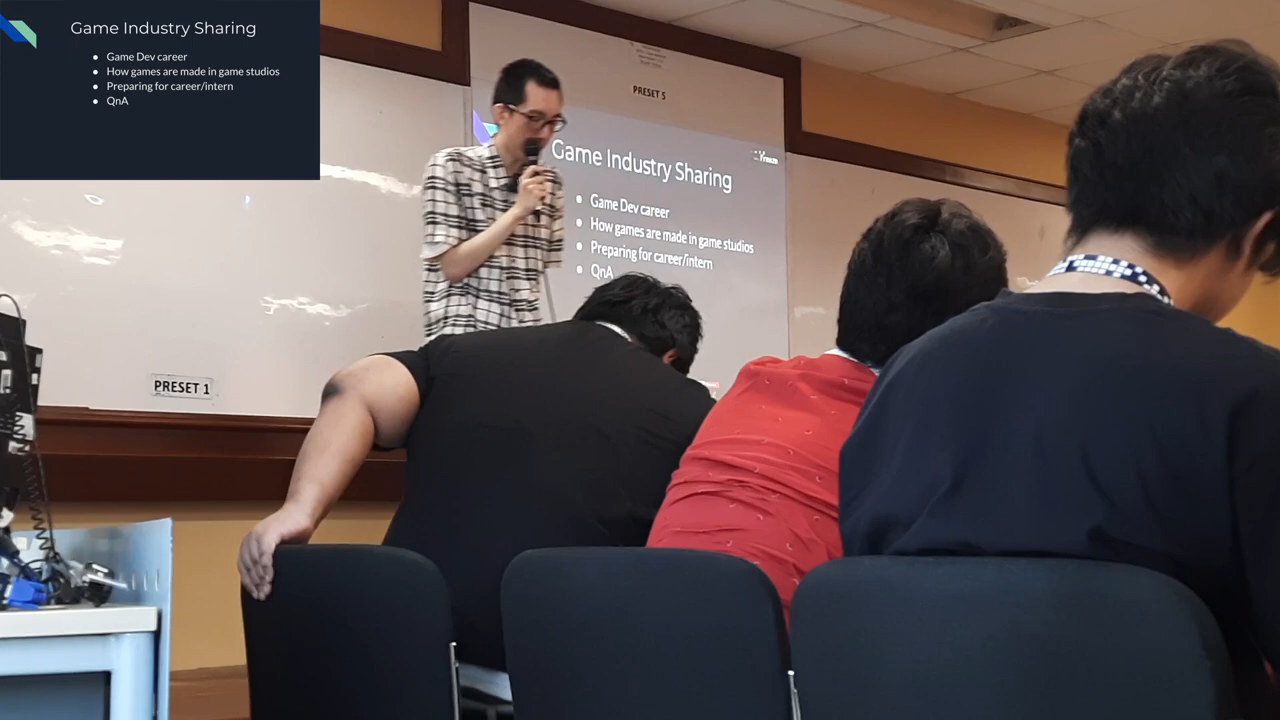 Game Industry Sharing
● Game Dev career
● How games are made in game studios
● Preparing for career/intern
● QnA
PRESET 5
Game Industry Sharing
● Game Dev career
● How games are made in game studios
● Preparing for career/intern
● QnA
PRESET 1